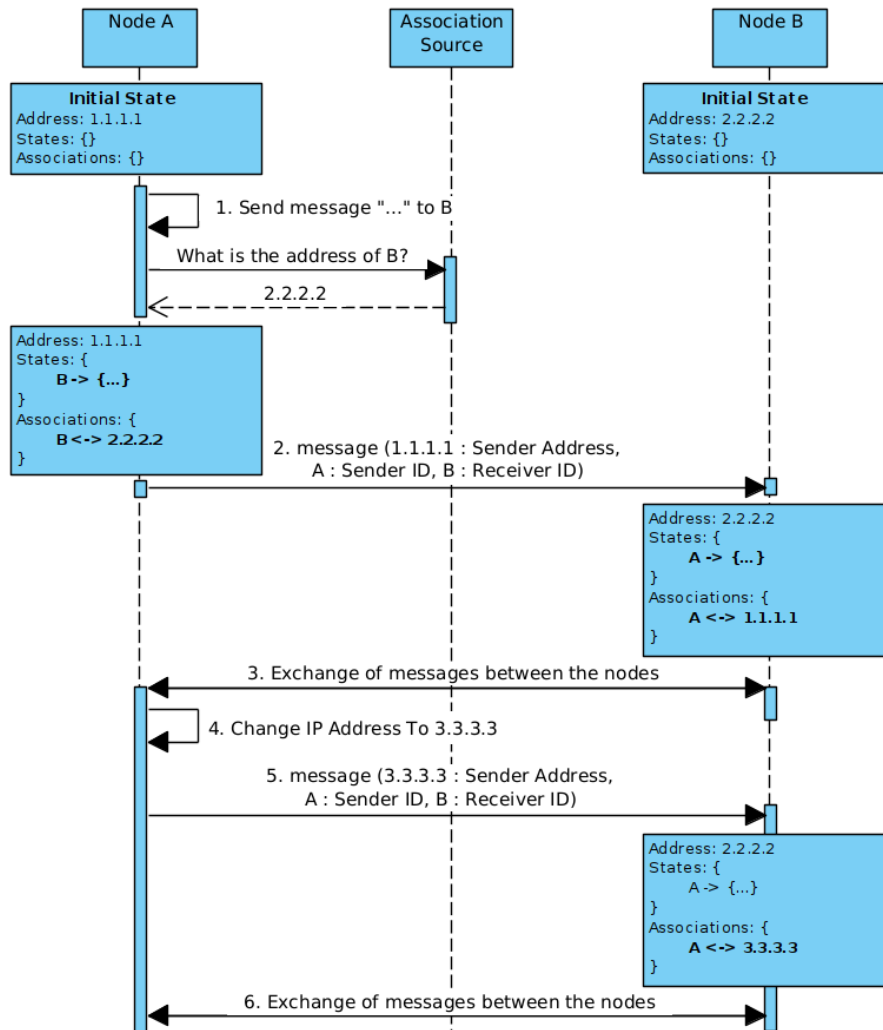 Node A
Association
Source
Node B
Initial State
Address: 1.1.1.1
States: {}
Associations: {}
Initial State
Address: 2.2.2.2
States: {}
Associations: {}
1. Send message "..." to B
What is the address of B?
2.2.2.2
Address: 1.1.1.1
States: {
B -> {...}
}
Associations: {
B <-> 2.2.2.2
}
2. message (1.1.1.1 : Sender Address,
A : Sender ID, B : Receiver ID)
Address: 2.2.2.2
States: {
A -> {...}
}
Associations: {
A <-> 1.1.1.1
}
3. Exchange of messages between the nodes
4. Change IP Address To 3.3.3.3
5. message (3.3.3.3 : Sender Address,
A : Sender ID, B : Receiver ID)
Address: 2.2.2.2
States: {
A -> {...}
}
Associations: {
A <-> 3.3.3.3
}
6. Exchange of messages between the nodes